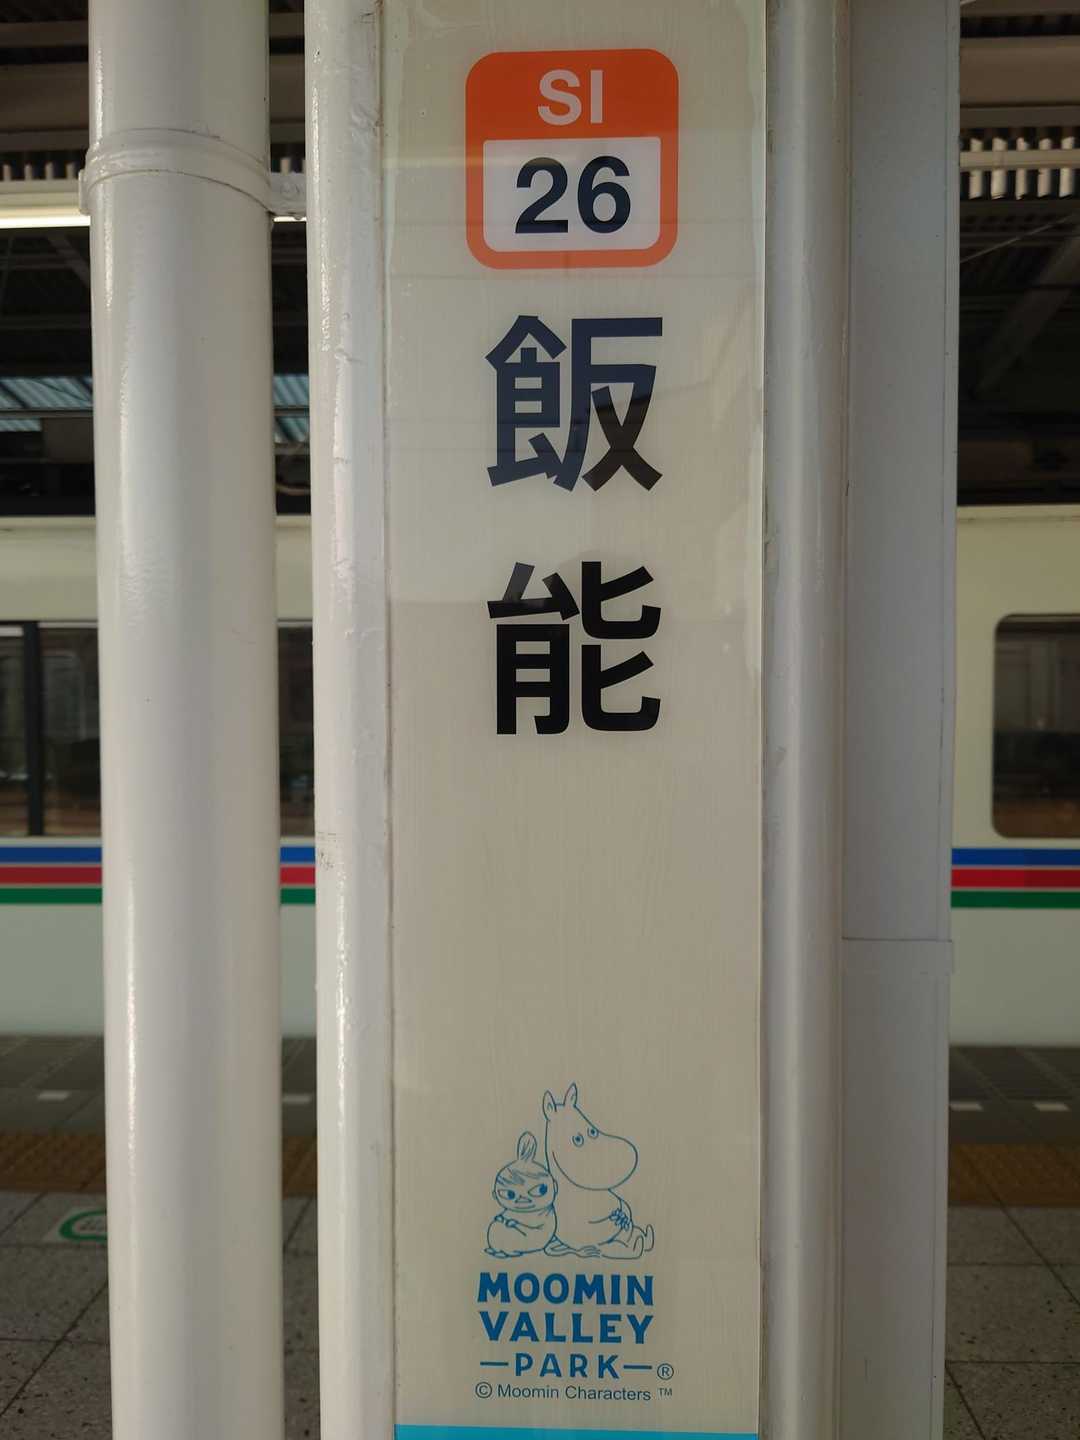 SI
26
飯能
MOOMIN
VALLEY
PARK®
© Moomin Characters ™